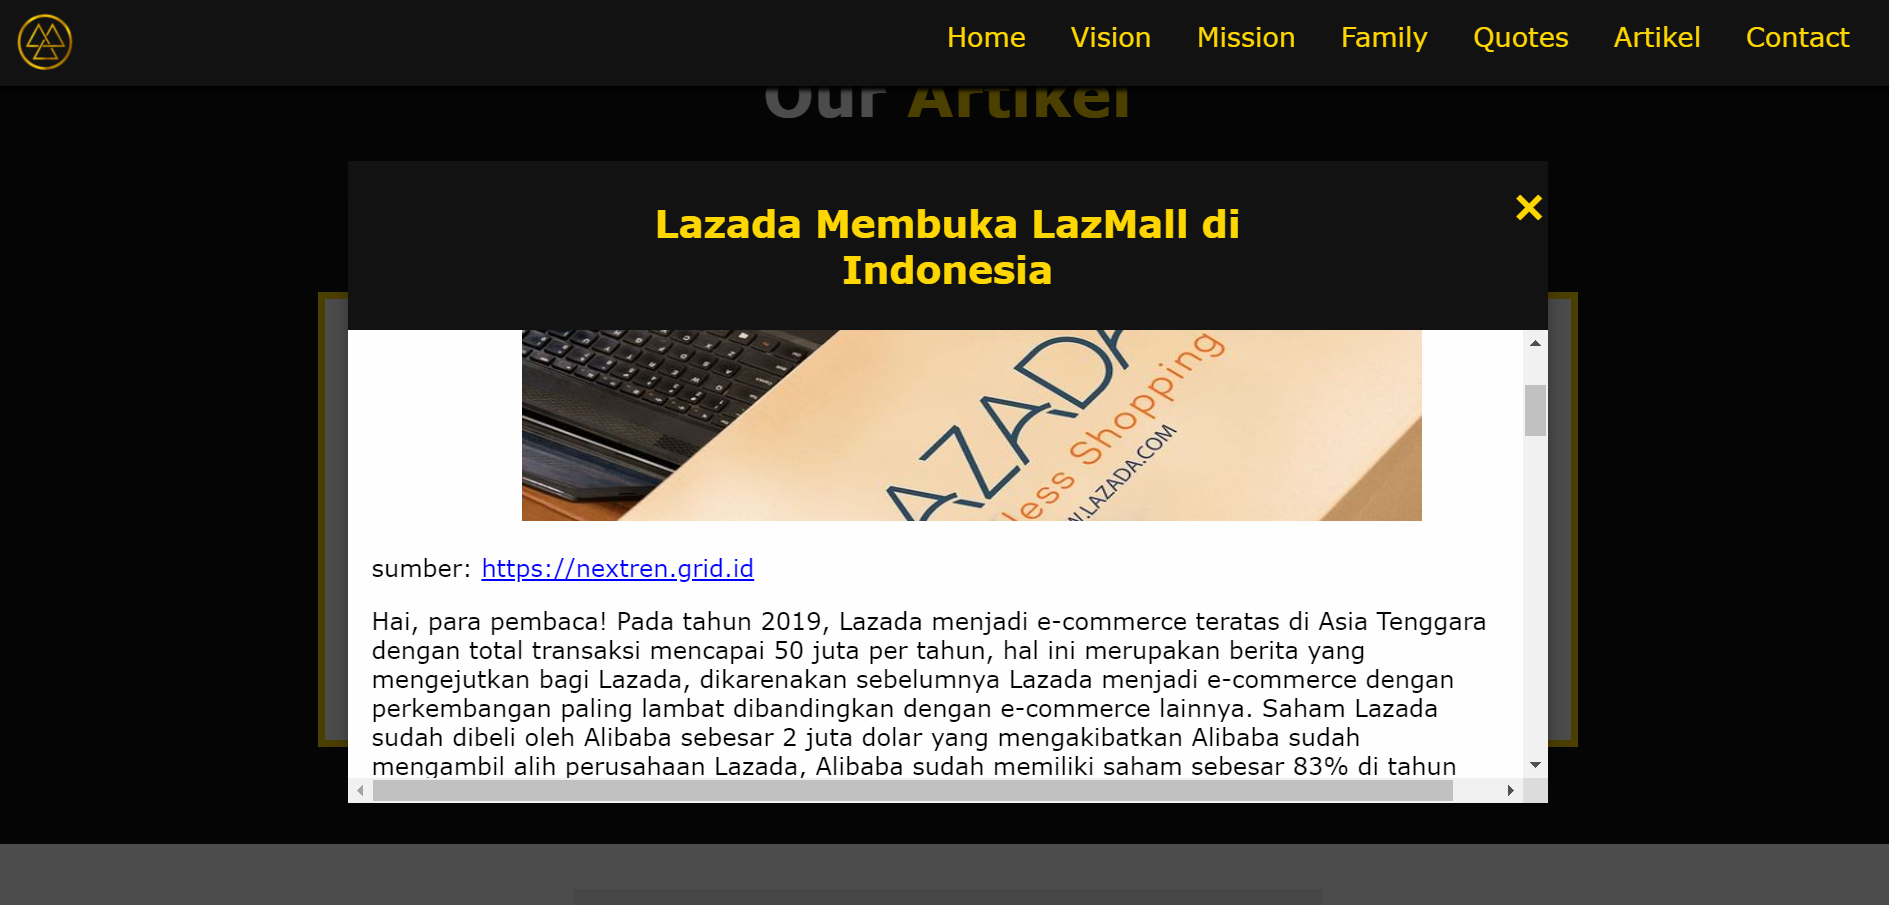 Home Vision Mission Family Quotes Artikel Contact
Our Artikel
Lazada Membuka LazMall di
Indonesia
×
AZADA
less Shopping
W.LAZADA.COM
sumber: https://nextren.grid.id
Hai, para pembaca! Pada tahun 2019, Lazada menjadi e-commerce teratas di Asia Tenggara
dengan total transaksi mencapai 50 juta per tahun, hal ini merupakan berita yang
mengejutkan bagi Lazada, dikarenakan sebelumnya Lazada menjadi e-commerce dengan
perkembangan paling lambat dibandingkan dengan e-commerce lainnya. Saham Lazada
sudah dibeli oleh Alibaba sebesar 2 juta dolar yang mengakibatkan Alibaba sudah
mengambil alih perusahaan Lazada, Alibaba sudah memiliki saham sebesar 83% di tahun